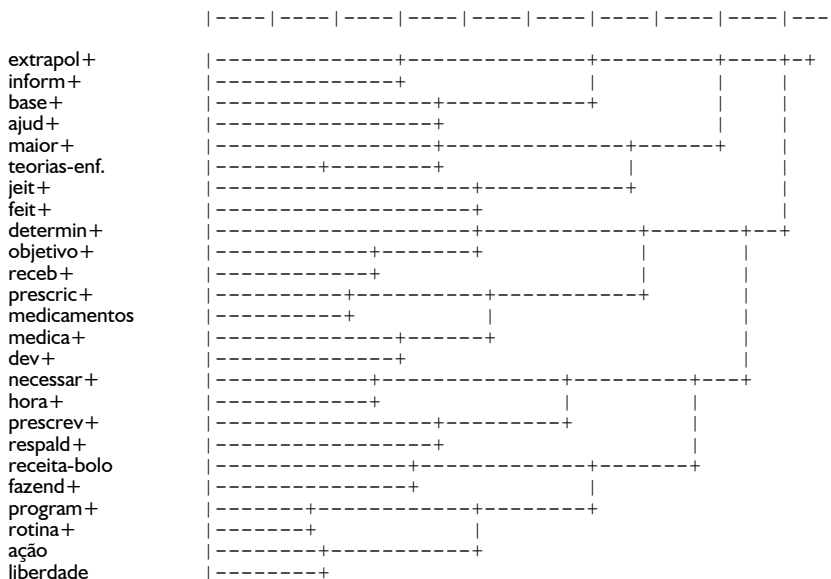 |----|----|----|----|----|----|----|----|----|---
extrapol+ |--------------+--------------+---------+----+-+
inform+ |--------------+ | | |
base+ |-----------------+-----------+ | |
ajud+ |-----------------+ | |
maior+ |-----------------+--------------+------+ |
teorias-enf. |--------+--------+ | |
jeit+ |--------------------+-----------+ |
feit+ |--------------------+ |
determin+ |--------------------+------------+-------+--+
objetivo+ |------------+-------+ | |
receb+ |------------+ | |
prescric+ |----------+----------+-----------+ |
medicamentos |----------+ | |
medica+ |--------------+------+ |
dev+ |--------------+ |
necessar+ |------------+--------------+---------+---+
hora+ |------------+ | |
prescrev+ |-----------------+---------+ |
respald+ |-----------------+ |
receita-bolo |---------------+-------------+-------+
fazend+ |---------------+ |
program+ |-------+------------+--------+
rotina+ |-------+ |
ação |--------+-----------+
liberdade |--------+